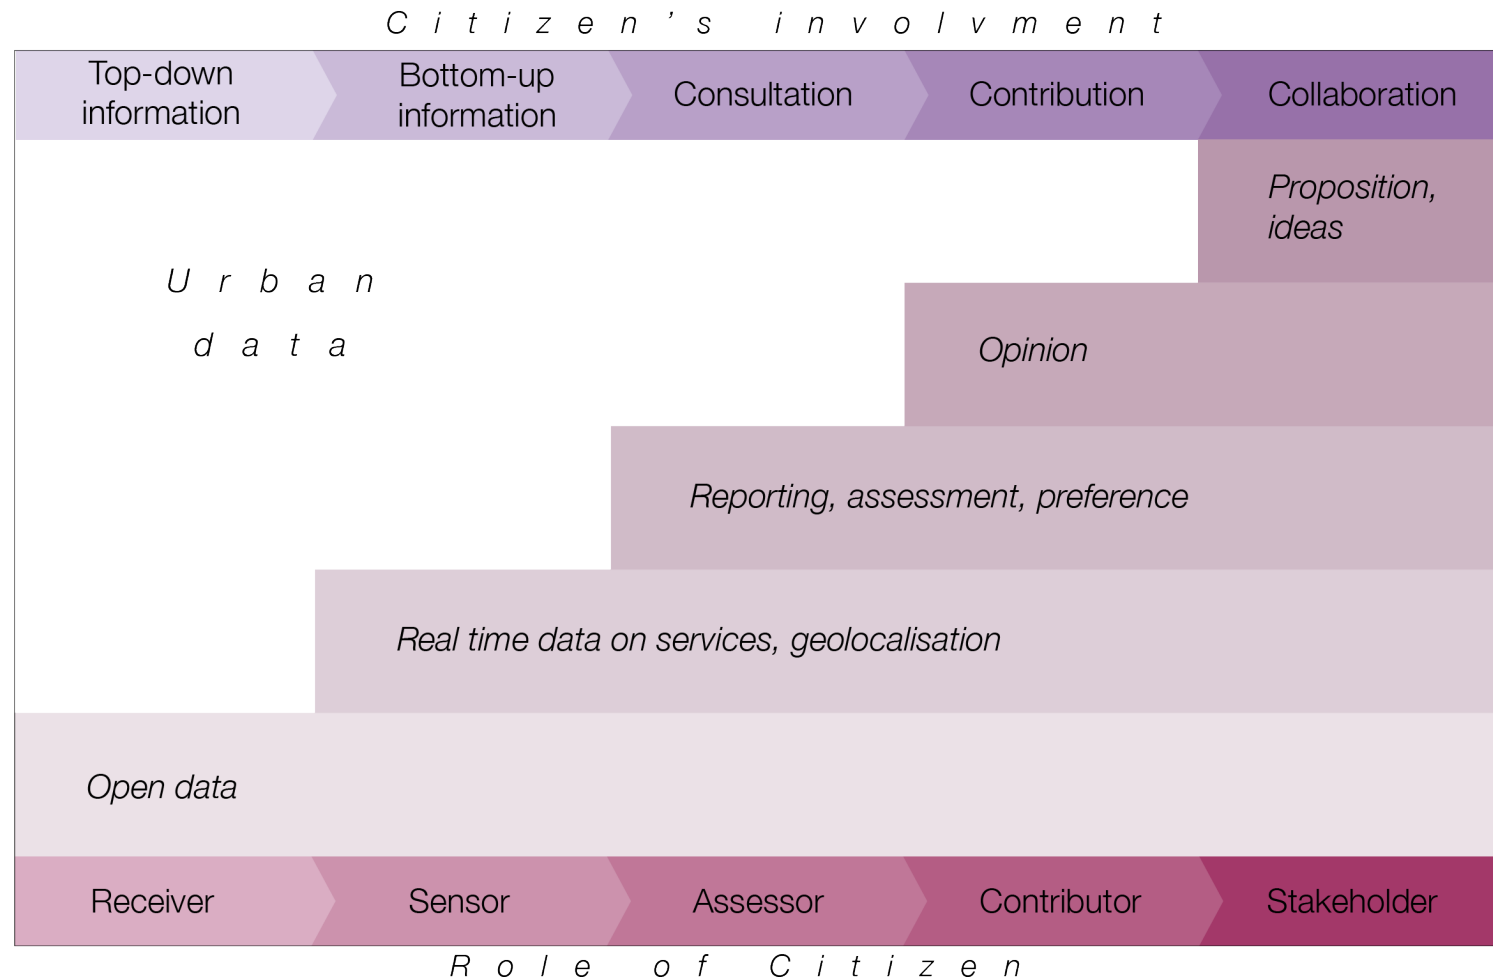 Citizen's involvment
Top-down
information
Bottom-up
information
Consultation
Contribution
Collaboration
Proposition,
ideas
Urban
data
Opinion
Reporting, assessment, preference
Real time data on services, geolocalisation
Open data
Receiver
Sensor
Assessor
Contributor
Stakeholder
Role of Citizen